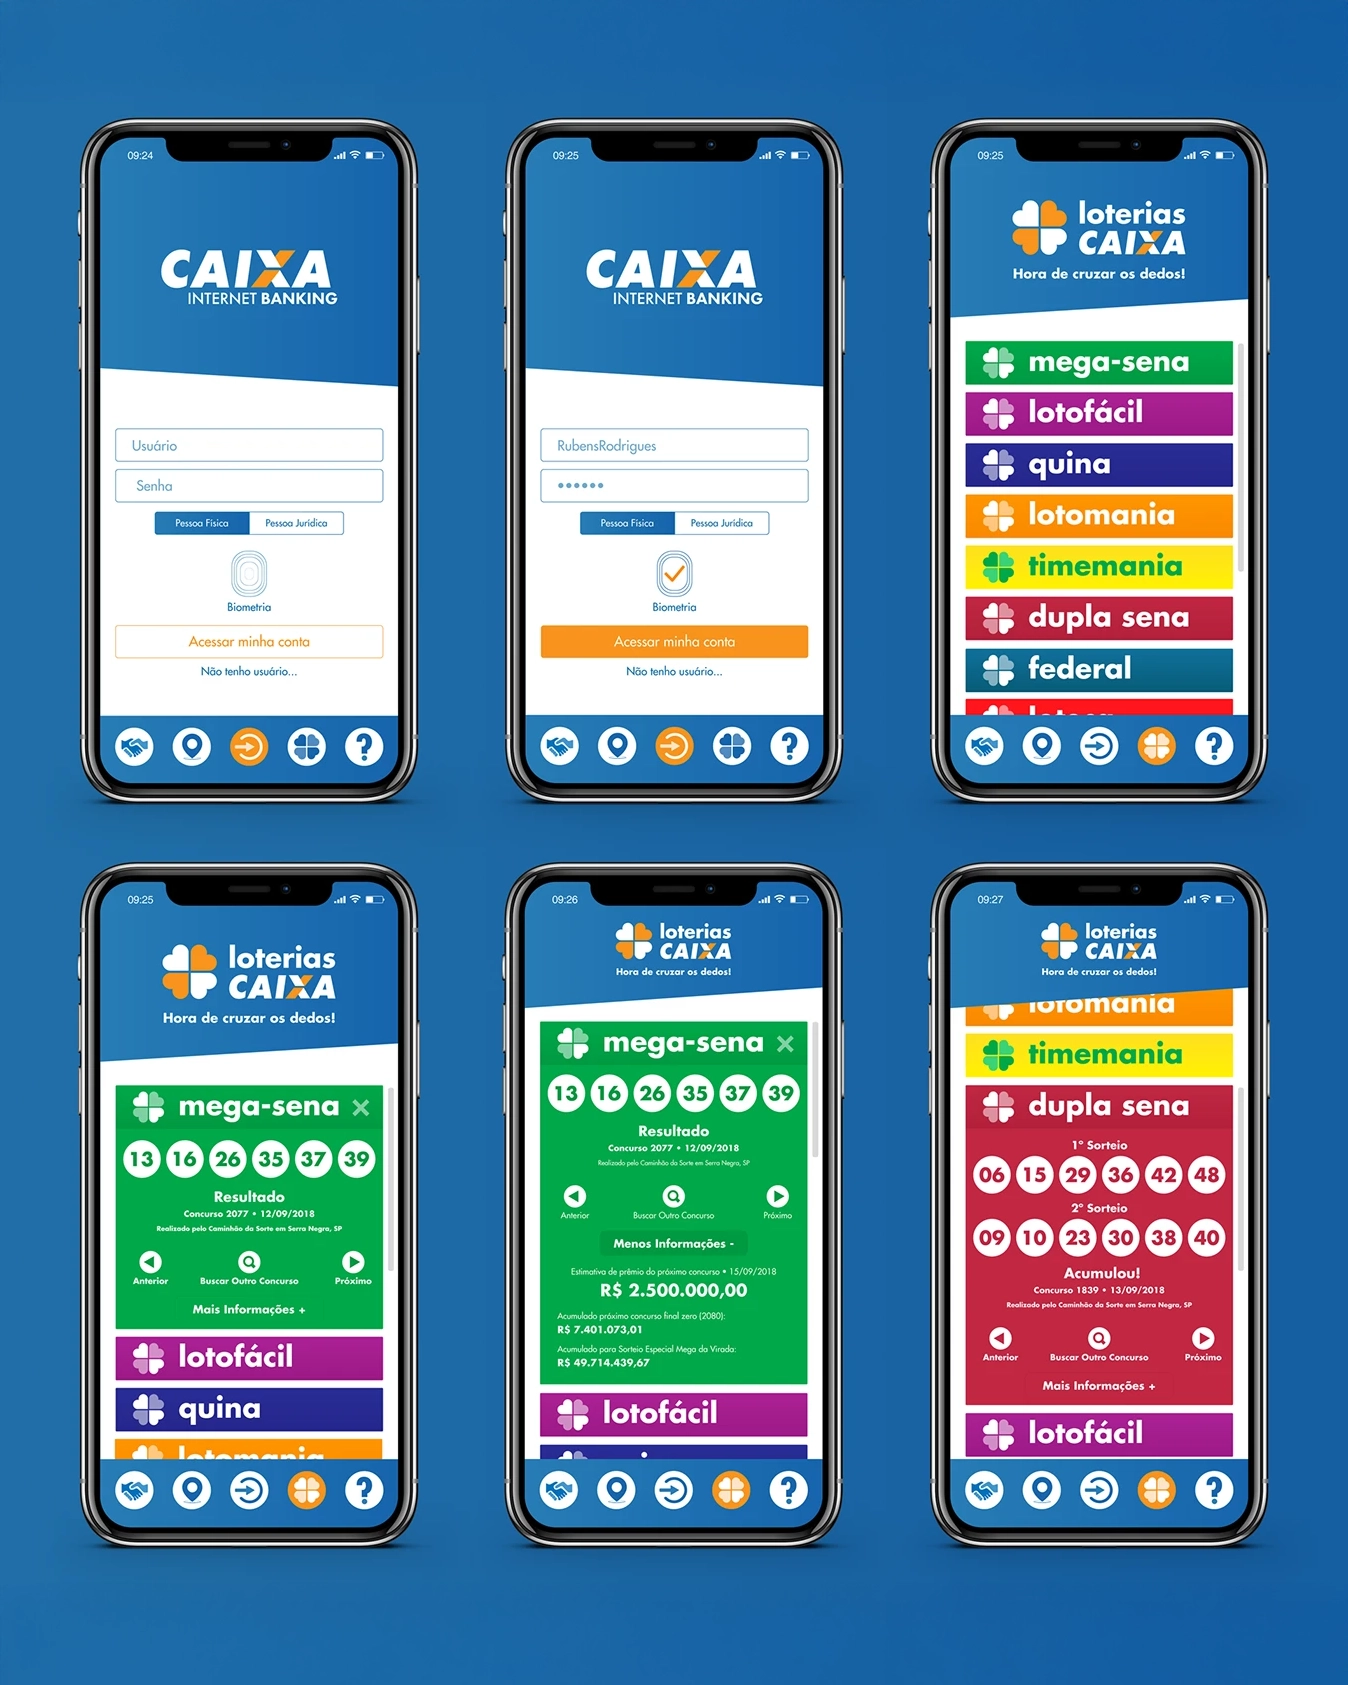 09:24
CAIXA
INTERNET BANKING
Usuário
Senha
Pessoa Física Pessoa Jurídica
Biometria
Acessar minha conta
Não tenho usuário...
09:25
CAIXA
INTERNET BANKING
RubensRodrigues
Pessoa Física Pessoa Jurídica
Biometria
Acessar minha conta
Não tenho usuário...
09:25
loterias
CAIXA
Hora de cruzar os dedos!
mega-sena
lotofácil
quina
lotomania
timemania
dupla sena
federal
09:25
loterias
CAIXA
Hora de cruzar os dedos!
mega-sena ×
13 16 26 35 37 39
Resultado
Concurso 2077 • 12/09/2018
Realizado pelo Caminhão da Sorte em Serra Negra, SP
Anterior Buscar Outro Concurso Próximo
Mais Informações +
lotofácil
quina
lotomania
09:26
loterias
CAIXA
Hora de cruzar os dedos!
mega-sena ×
13 16 26 35 37 39
Resultado
Concurso 2077 • 12/09/2018
Realizado pelo Caminhão da Sorte em Serra Negra, SP
Anterior Buscar Outro Concurso Próximo
Menos Informações -
Estimativa de prêmio do próximo concurso • 15/09/2018
R$ 2.500.000,00
Acumulado próximo concurso final zero (2080):
R$ 7.401.073,01
Acumulado para Sorteio Especial Mega da Virada:
R$ 49.714.439,67
lotofácil
09:27
loterias
CAIXA
Hora de cruzar os dedos!
lotomania
timemania
dupla sena
1º Sorteio
06 15 29 36 42 48
2º Sorteio
09 10 23 30 38 40
Acumulou!
Concurso 1839 • 13/09/2018
Realizado pelo Caminhão da Sorte em Serra Negra, SP
Anterior Buscar Outro Concurso Próximo
Mais Informações +
lotofácil